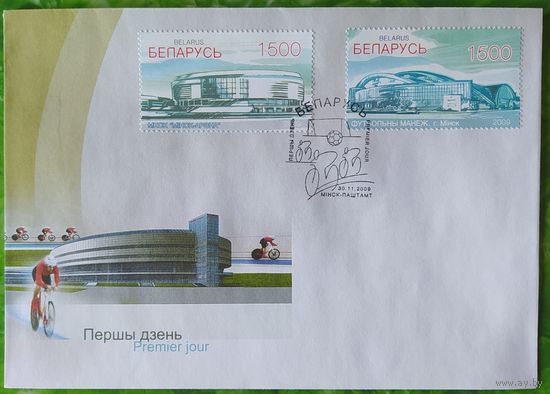 BELARUS
БЕЛАРУСЬ 1500
BELARUS
БЕЛАРУСЬ 1500
ФУТБОЛЬНЫ МАНЕЖ. г. Мінск 2009
БЕЛАРУСЬ
ПЕРШЫ ДЗЕНЬ
PREMIER JOUR
30.11.2009
МІНСК-ПАШТАМТ
Першы дзень
Premier jour
www.ay.by